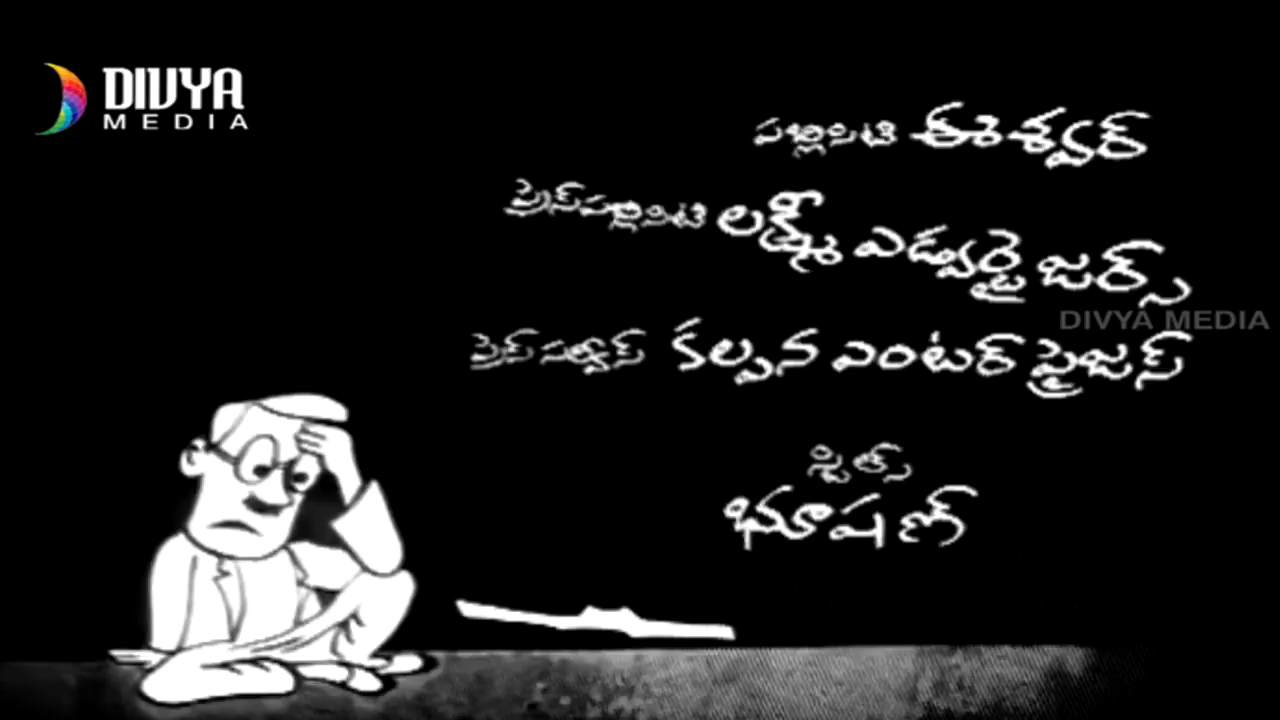 DIVYA
MEDIA
పబ్లిసిటి ఈశ్వర్
ప్రెస్ పబ్లిసిటి లక్ష్మీ ఎడ్వర్టైజర్స్
DIVYA MEDIA
ప్రెస్ సర్వీస్ కల్పన ఎంటర్ ప్రైజస్
స్టిల్స్
భూషణ్